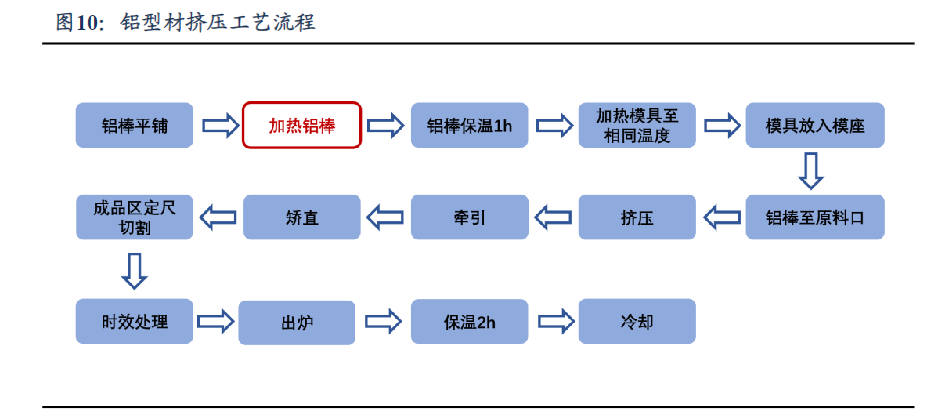 图10：铝型材挤压工艺流程
铝棒平铺
加热铝棒
铝棒保温1h
加热模具至
相同温度
模具放入模座
铝棒至原料口
挤压
牵引
矫直
成品区定尺
切割
时效处理
出炉
保温2h
冷却